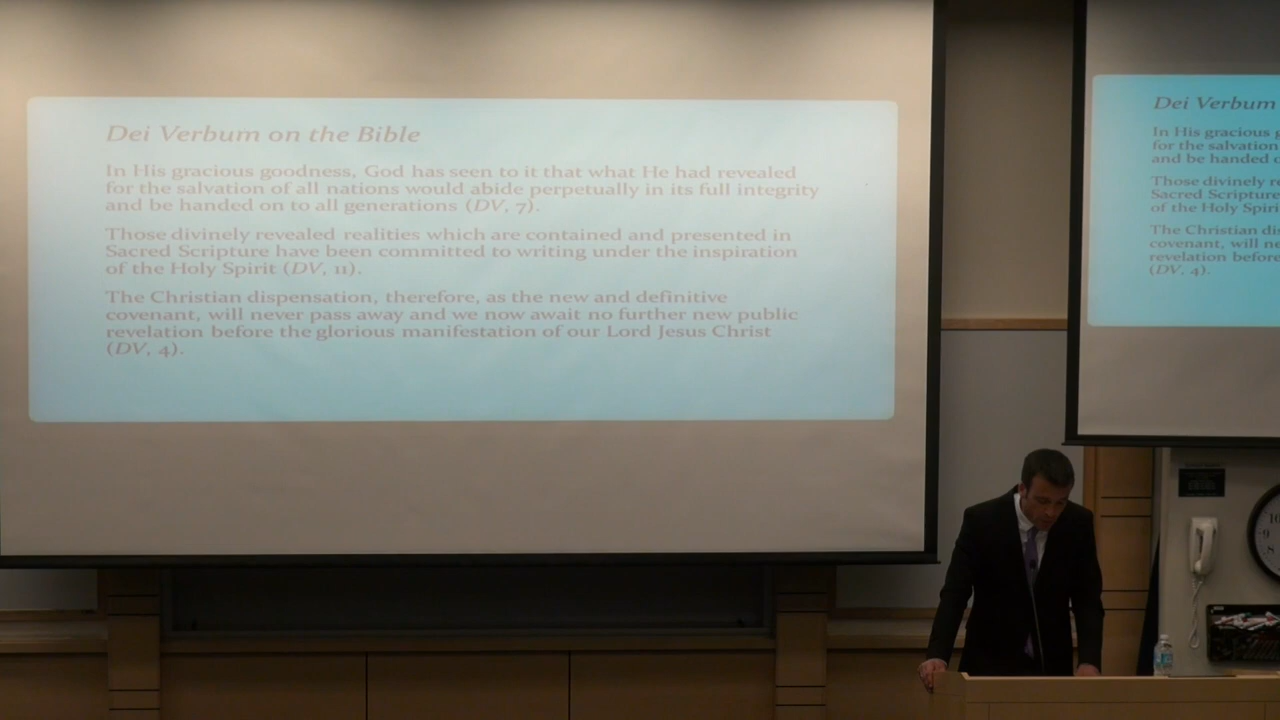 Dei Verbum on the Bible
In His gracious goodness, God has seen to it that what He had revealed
for the salvation of all nations would abide perpetually in its full integrity
and be handed on to all generations (DV, 7).
Those divinely revealed realities which are contained and presented in
Sacred Scripture have been committed to writing under the inspiration
of the Holy Spirit (DV, 11).
The Christian dispensation, therefore, as the new and definitive
covenant, will never pass away and we now await no further new public
revelation before the glorious manifestation of our Lord Jesus Christ
(DV, 4).
Dei Verbum
In His gracious
for the salvation
and be handed
Those divinely
Sacred Scripture
of the Holy
The Christian
covenant, will
revelation before
(DV, 4).
10
9
8